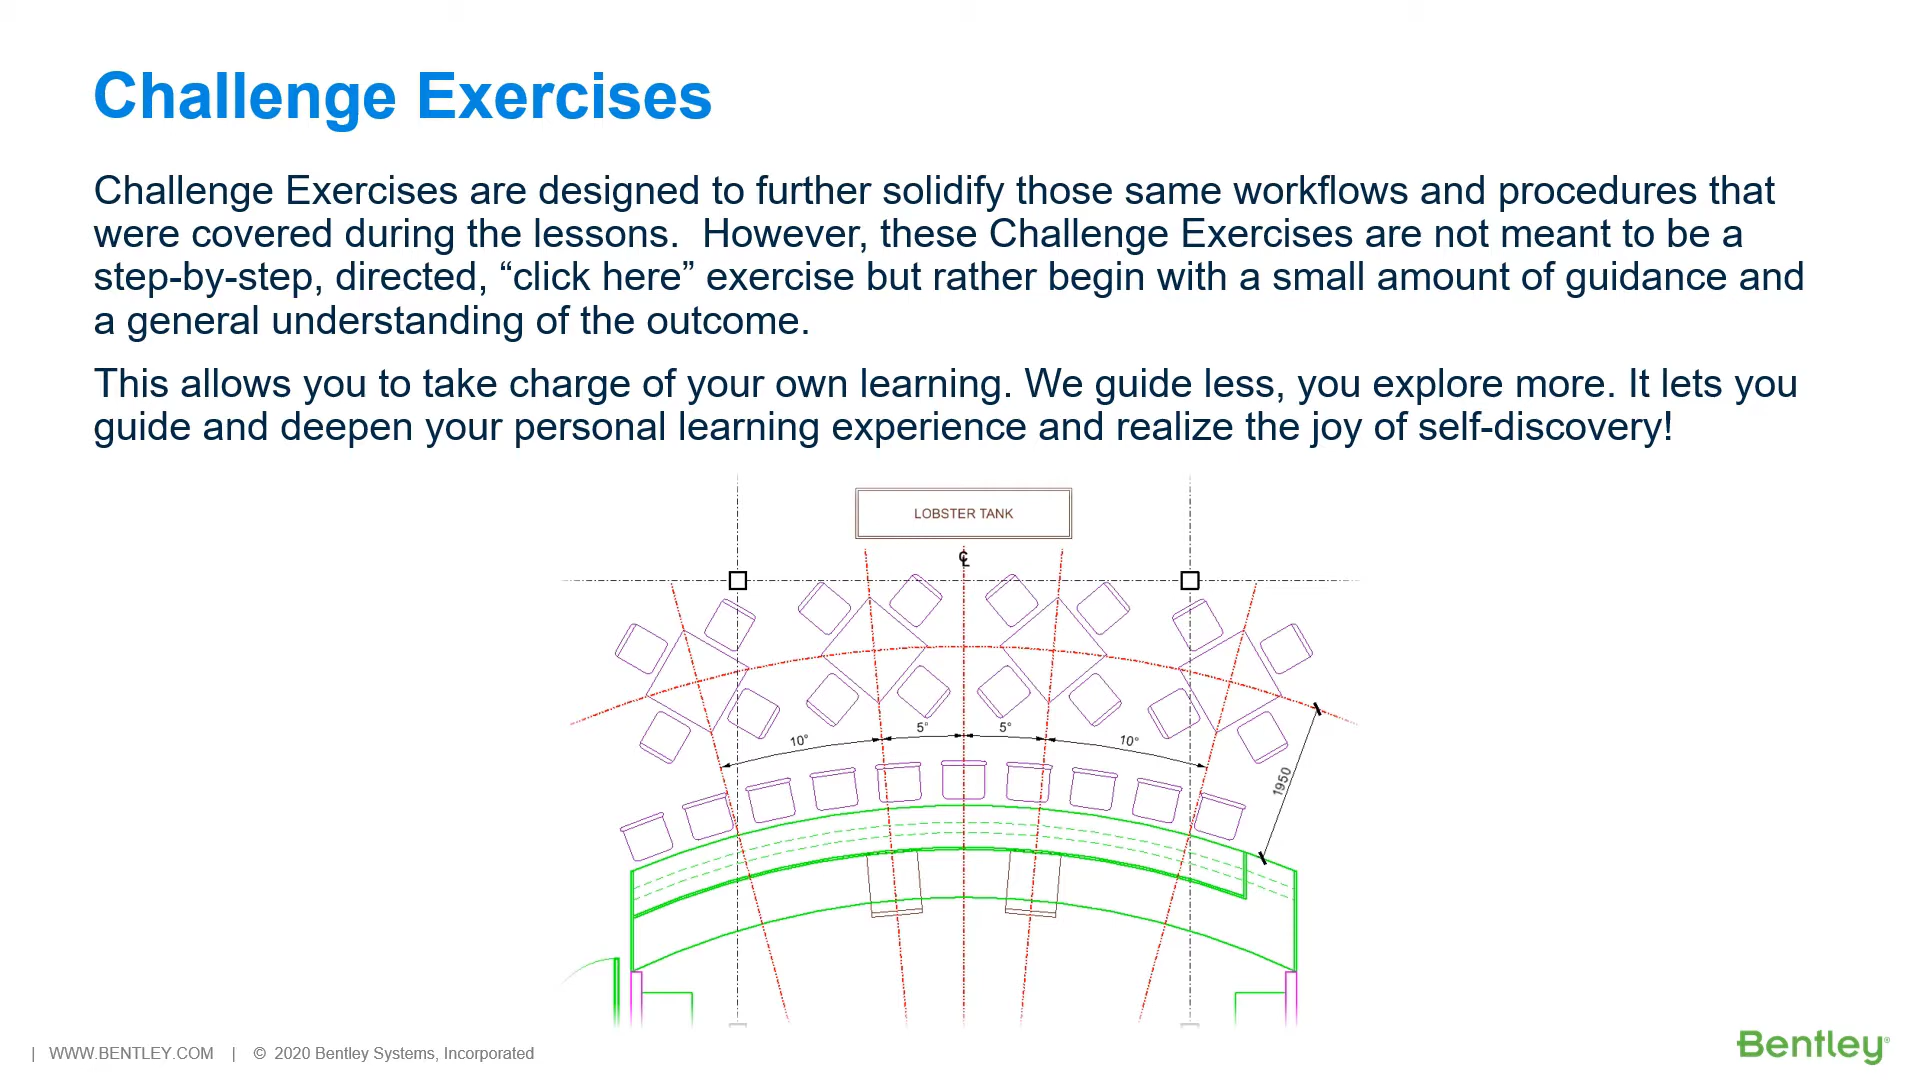 Challenge Exercises
Challenge Exercises are designed to further solidify those same workflows and procedures that
were covered during the lessons.  However, these Challenge Exercises are not meant to be a
step-by-step, directed, “click here” exercise but rather begin with a small amount of guidance and
a general understanding of the outcome.
This allows you to take charge of your own learning. We guide less, you explore more. It lets you
guide and deepen your personal learning experience and realize the joy of self-discovery!
LOBSTER TANK
℄
10°
5°
5°
10°
1950
| WWW.BENTLEY.COM | © 2020 Bentley Systems, Incorporated
Bentley®